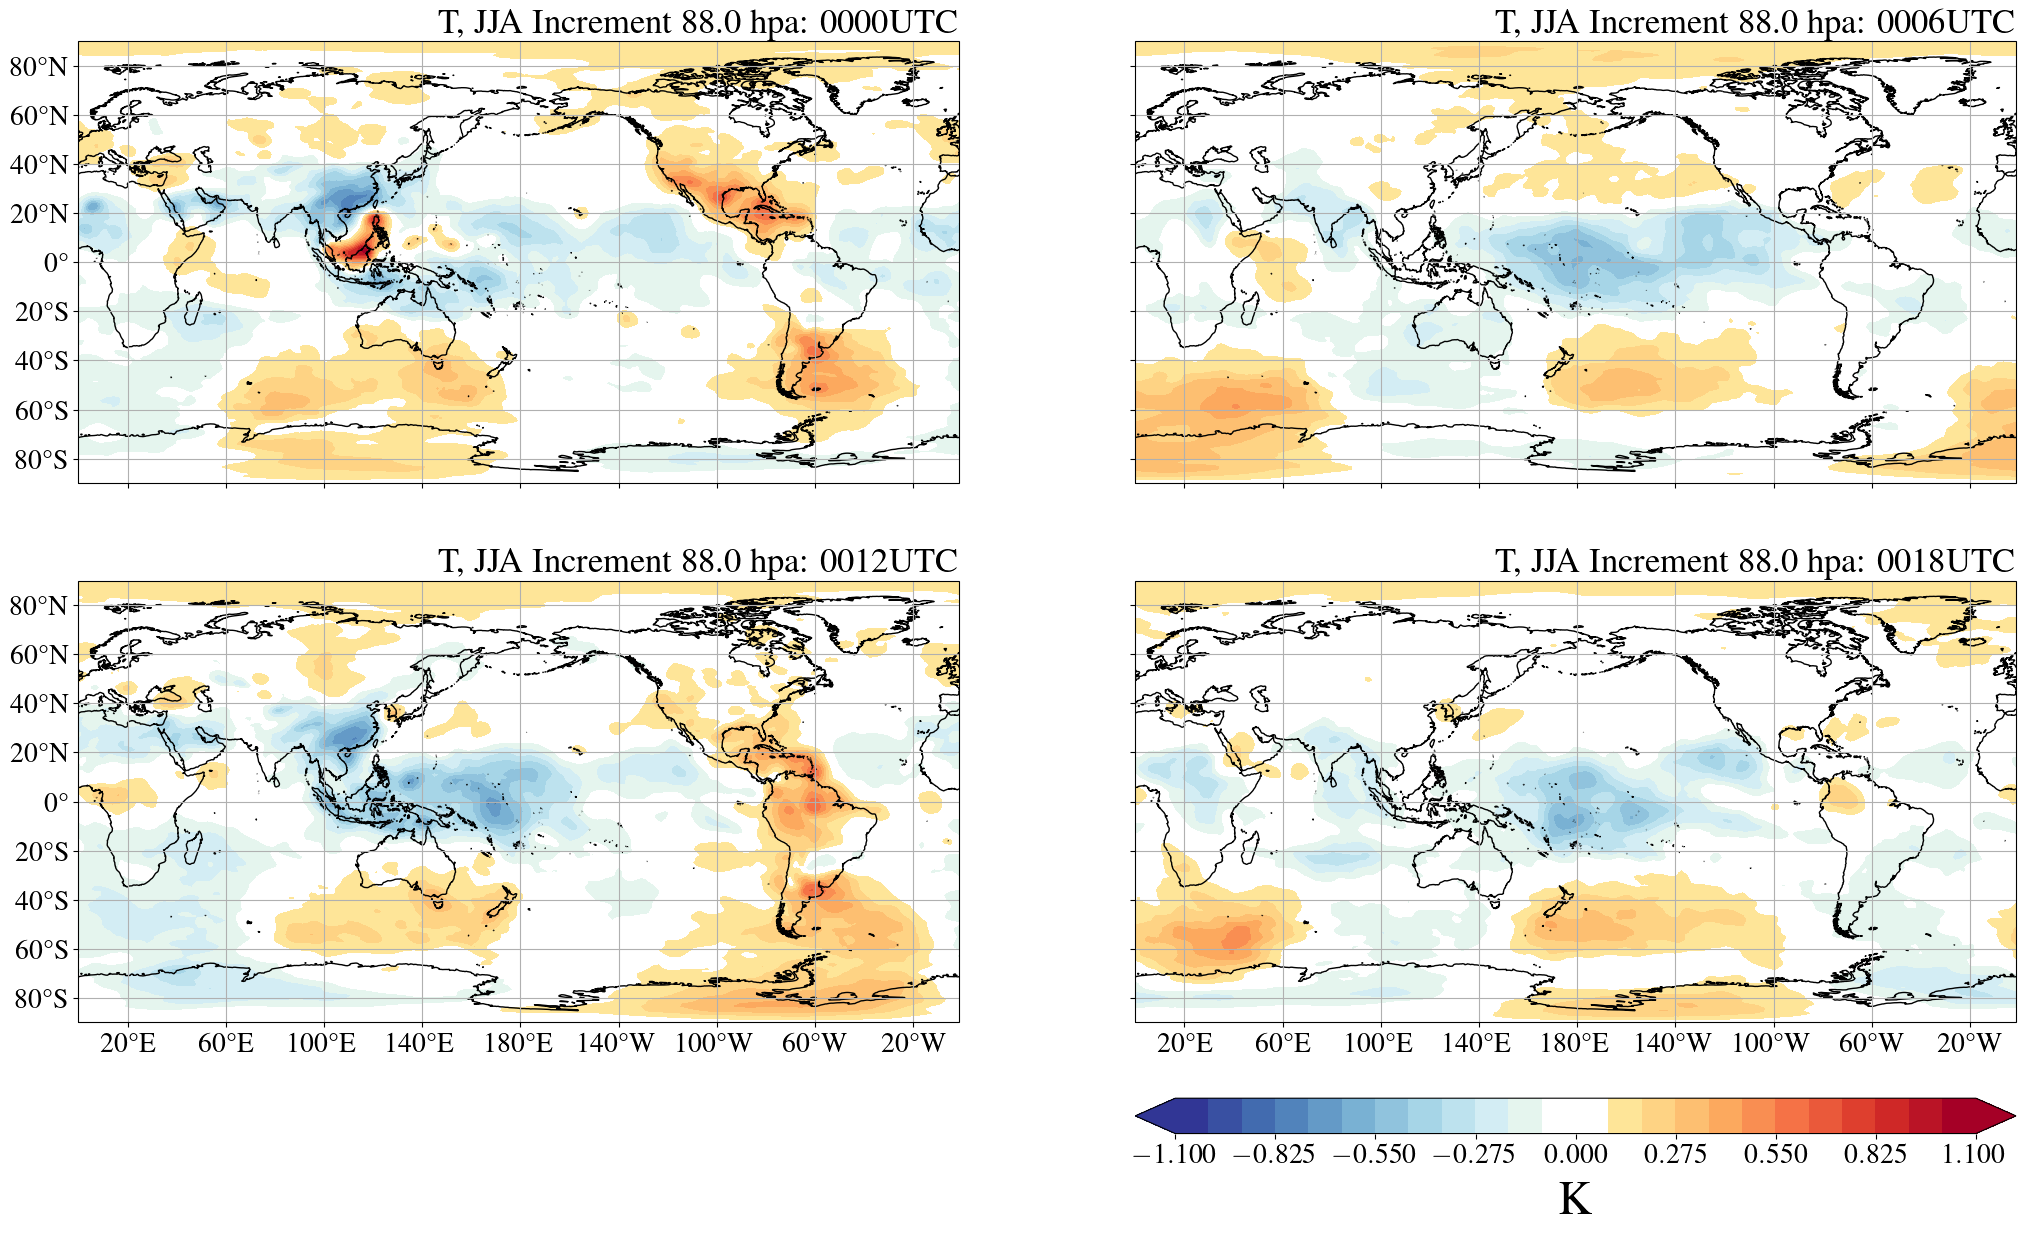 T, JJA Increment 88.0 hpa: 0000UTC
T, JJA Increment 88.0 hpa: 0006UTC
80°N
60°N
40°N
20°N
0°
20°S
40°S
60°S
80°S
T, JJA Increment 88.0 hpa: 0012UTC
T, JJA Increment 88.0 hpa: 0018UTC
80°N
60°N
40°N
20°N
0°
20°S
40°S
60°S
80°S
20°E 60°E 100°E 140°E 180°E 140°W 100°W 60°W 20°W
20°E 60°E 100°E 140°E 180°E 140°W 100°W 60°W 20°W
−1.100 −0.825 −0.550 −0.275 0.000 0.275 0.550 0.825 1.100
K